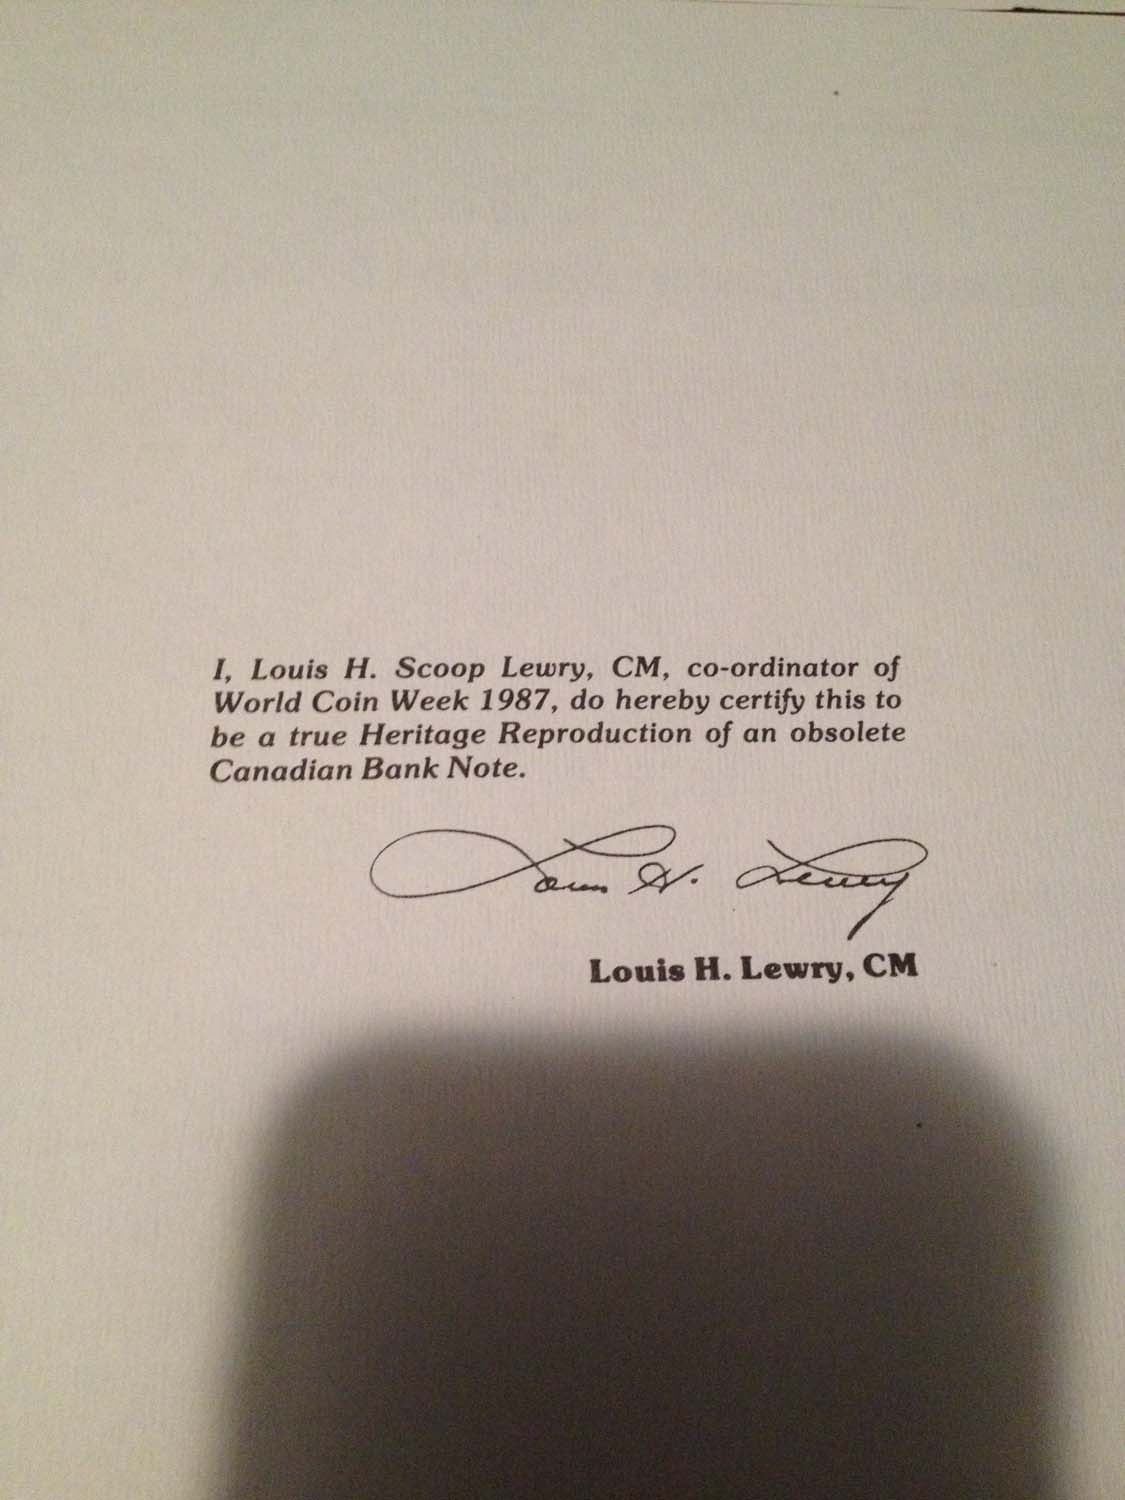 I, Louis H. Scoop Lewry, CM, co-ordinator of
World Coin Week 1987, do hereby certify this to
be a true Heritage Reproduction of an obsolete
Canadian Bank Note.
Louis H. Lewry
Louis H. Lewry, CM